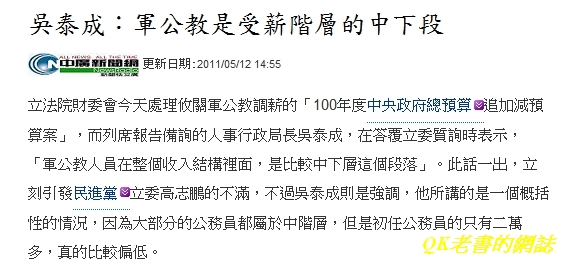 吳泰成：軍公教是受薪階層的中下段
ALL NEWS ALL THE TIME
中廣新聞網
Newsradio
更新日期:2011/05/12 14:55
立法院財委會今天處理攸關軍公教調薪的「100年度中央政府總預算追加減預
算案」，而列席報告備詢的人事行政局長吳泰成，在答覆立委質詢時表示，
「軍公教人員在整個收入結構裡面，是比較中下層這個段落」。此話一出，立
刻引發民進黨立委高志鵬的不滿，不過吳泰成則是強調，他所講的是一個概括
性的情況，因為大部分的公務員都屬於中階層，但是初任公務員的只有二萬
多，真的比較偏低。
QK老書的網誌